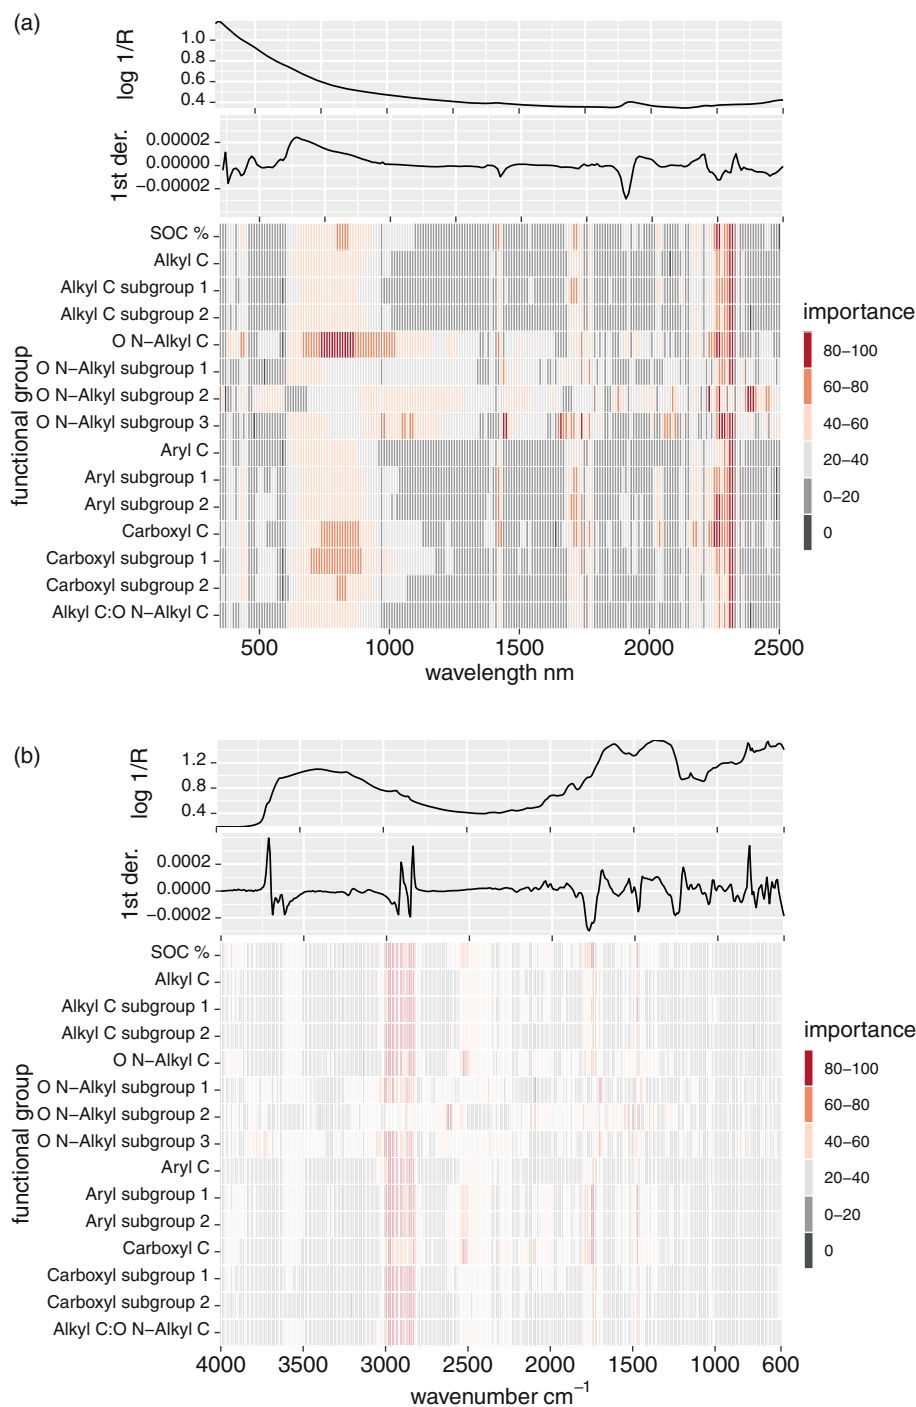 (a)
log 1/R
1.0
0.8
0.6
0.4
1st der.
0.00002
0.00000
−0.00002
functional group
SOC %
Alkyl C
Alkyl C subgroup 1
Alkyl C subgroup 2
O N−Alkyl C
O N−Alkyl subgroup 1
O N−Alkyl subgroup 2
O N−Alkyl subgroup 3
Aryl C
Aryl subgroup 1
Aryl subgroup 2
Carboxyl C
Carboxyl subgroup 1
Carboxyl subgroup 2
Alkyl C:O N−Alkyl C
500 1000 1500 2000 2500
wavelength nm
importance
80−100
60−80
40−60
20−40
0−20
0
(b)
log 1/R
1.2
0.8
0.4
1st der.
0.0002
0.0000
−0.0002
functional group
SOC %
Alkyl C
Alkyl C subgroup 1
Alkyl C subgroup 2
O N−Alkyl C
O N−Alkyl subgroup 1
O N−Alkyl subgroup 2
O N−Alkyl subgroup 3
Aryl C
Aryl subgroup 1
Aryl subgroup 2
Carboxyl C
Carboxyl subgroup 1
Carboxyl subgroup 2
Alkyl C:O N−Alkyl C
4000 3500 3000 2500 2000 1500 1000 600
wavenumber cm⁻¹
importance
80−100
60−80
40−60
20−40
0−20
0